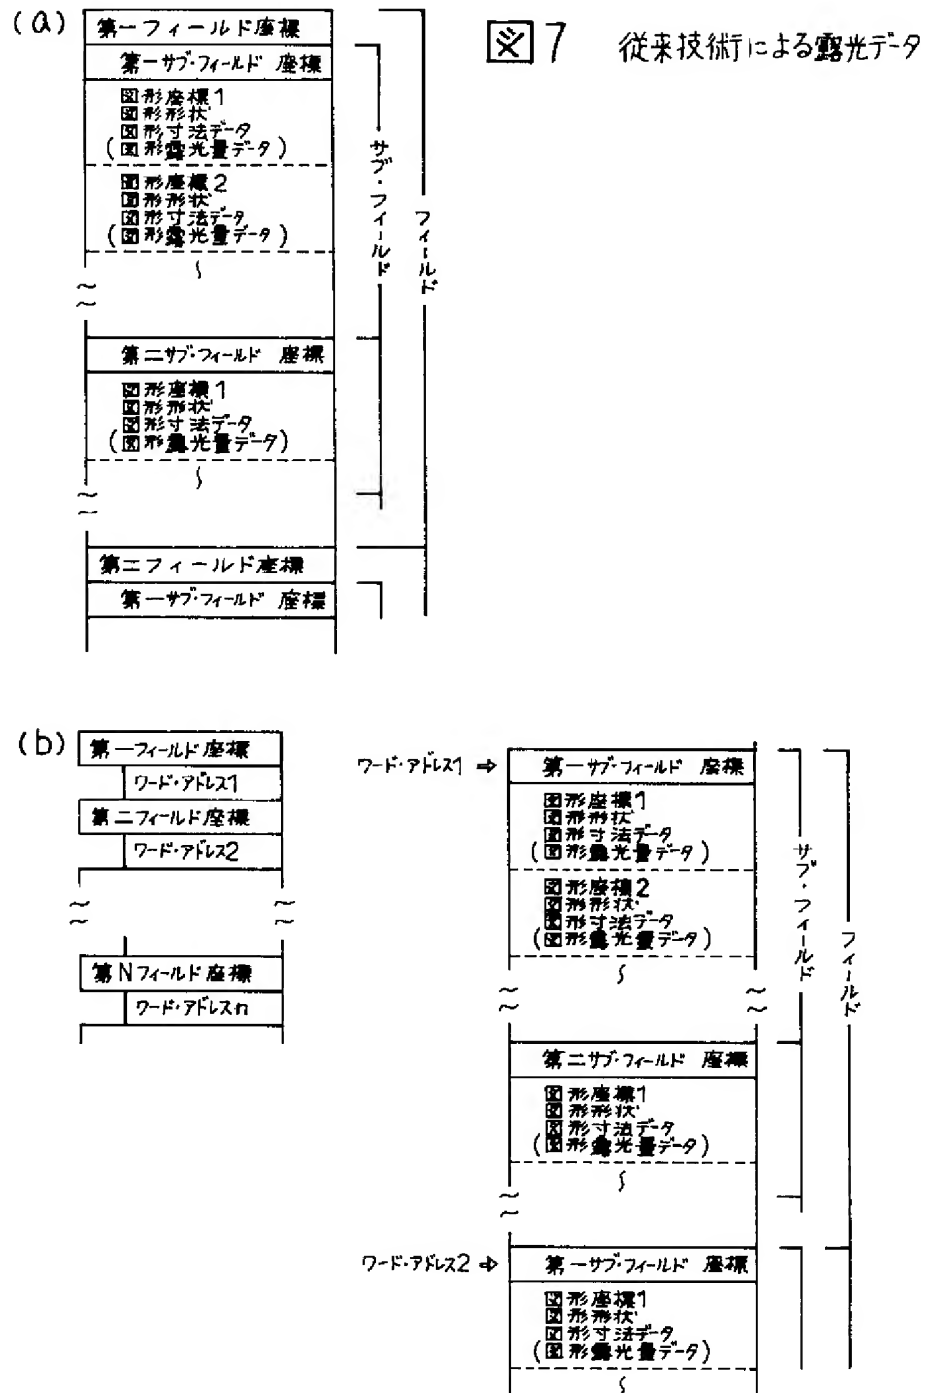 (a)
図7 従来技術による露光データ
第一フィールド座標
第一サブ・フィールド 座標
図形座標1
図形形状
図形寸法データ
(図形露光量データ)
図形座標2
図形形状
図形寸法データ
(図形露光量データ)
サブ・フィールド
フィールド
第二サブ・フィールド 座標
図形座標1
図形形状
図形寸法データ
(図形露光量データ)
第二フィールド座標
第一サブ・フィールド 座標
(b)
第一フィールド座標
ワード・アドレス1
第二フィールド座標
ワード・アドレス2
第Nフィールド座標
ワード・アドレスn
ワード・アドレス1 ⇒
第一サブ・フィールド 座標
図形座標1
図形形状
図形寸法データ
(図形露光量データ)
図形座標2
図形形状
図形寸法データ
(図形露光量データ)
サブ・フィールド
フィールド
第二サブ・フィールド 座標
図形座標1
図形形状
図形寸法データ
(図形露光量データ)
ワード・アドレス2 ⇒
第一サブ・フィールド 座標
図形座標1
図形形状
図形寸法データ
(図形露光量データ)